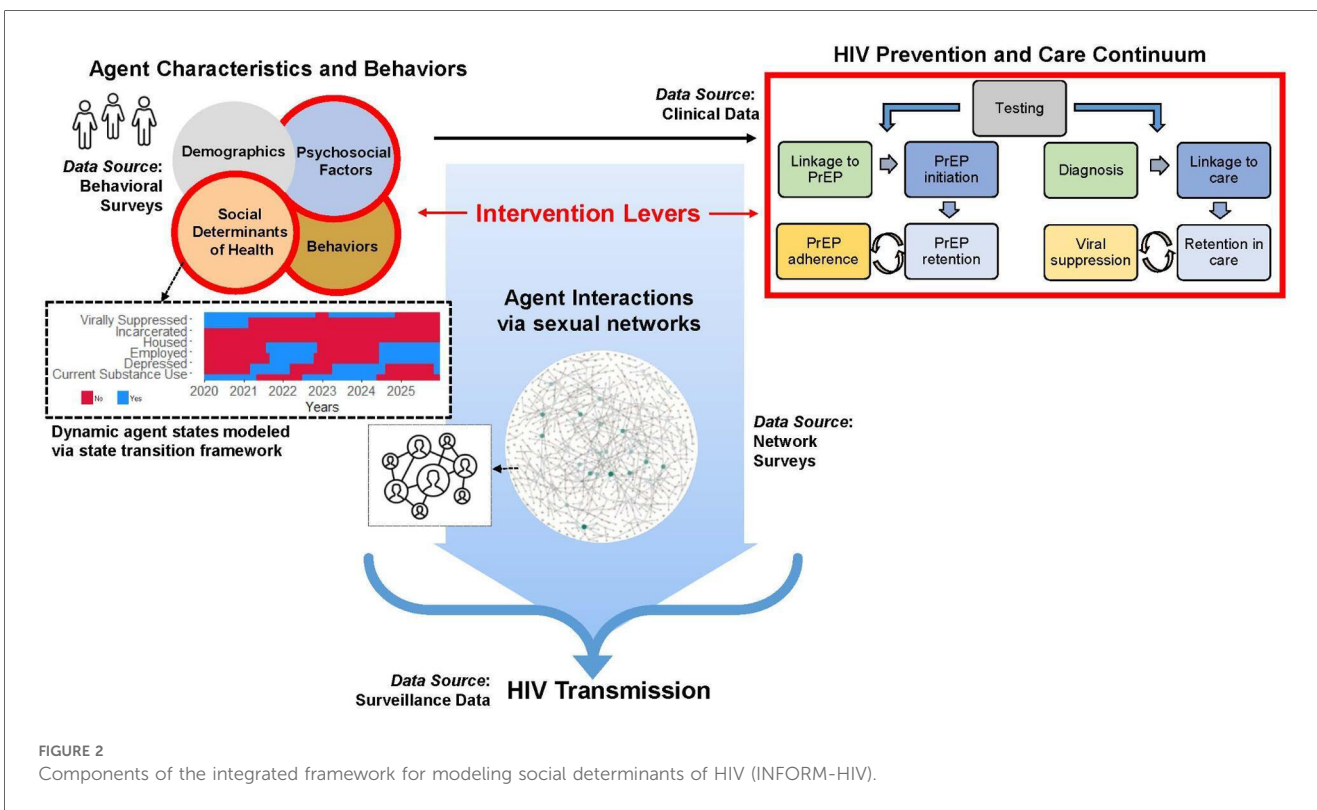 Agent Characteristics and Behaviors
Data Source:
Behavioral
Surveys
Demographics
Psychosocial
Factors
Social
Determinants
of Health
Behaviors
Data Source:
Clinical Data
HIV Prevention and Care Continuum
Testing
Linkage to
PrEP
PrEP
initiation
PrEP
adherence
PrEP
retention
Diagnosis
Linkage to
care
Viral
suppression
Retention in
care
Intervention Levers
Virally Suppressed
Incarcerated
Housed
Employed
Depressed
Current Substance Use
2020 2021 2022 2023 2024 2025
No Yes
Years
Dynamic agent states modeled
via state transition framework
Agent Interactions
via sexual networks
Data Source:
Network
Surveys
Data Source:
Surveillance Data
HIV Transmission
FIGURE 2
Components of the integrated framework for modeling social determinants of HIV (INFORM-HIV).